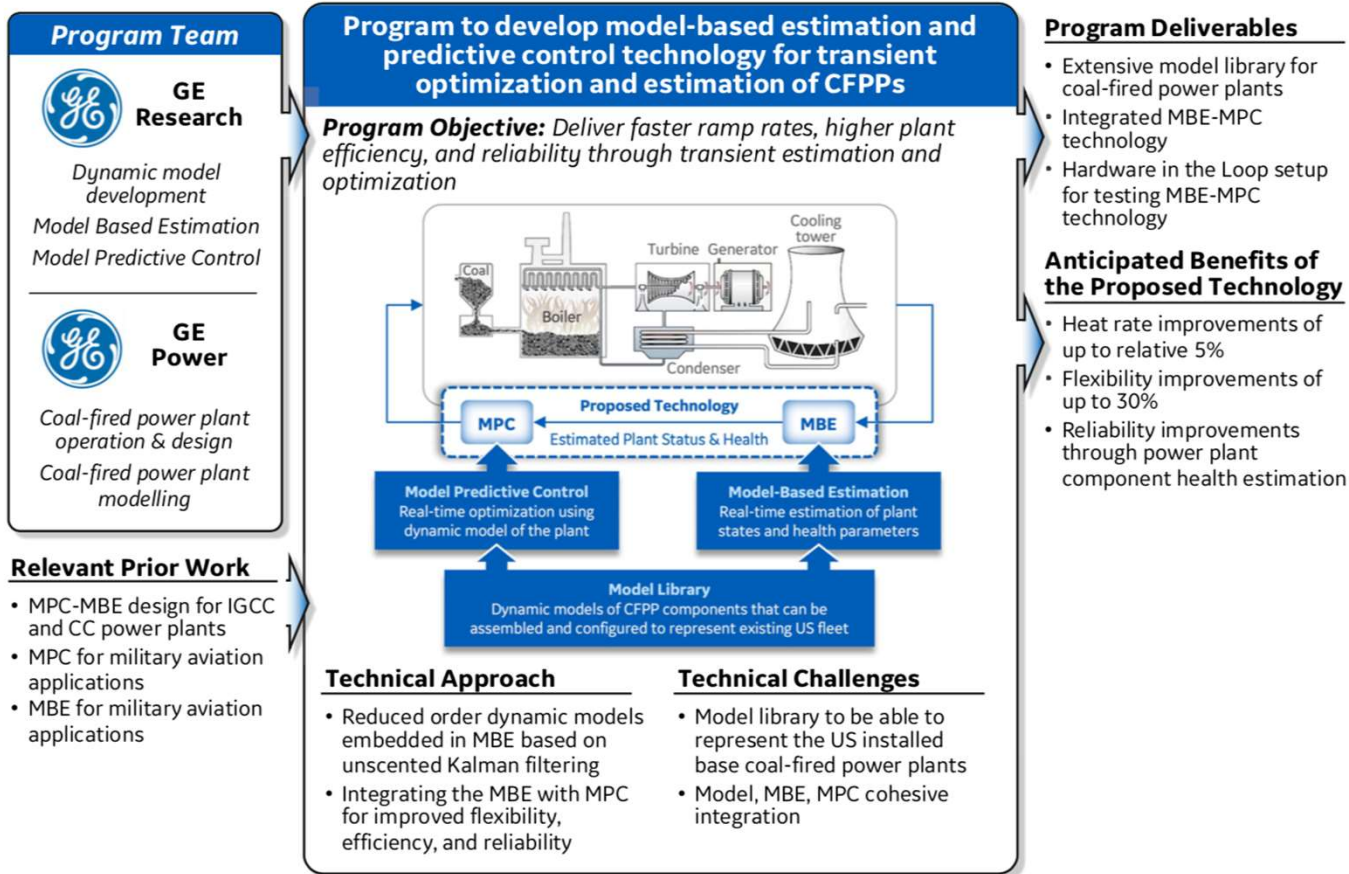 Program Team
GE
Research
Dynamic model
development
Model Based Estimation
Model Predictive Control
GE
Power
Coal-fired power plant
operation & design
Coal-fired power plant
modelling
Relevant Prior Work
• MPC-MBE design for IGCC
and CC power plants
• MPC for military aviation
applications
• MBE for military aviation
applications
Program to develop model-based estimation and
predictive control technology for transient
optimization and estimation of CFPPs
Program Objective: Deliver faster ramp rates, higher plant
efficiency, and reliability through transient estimation and
optimization
Coal
Boiler
Turbine
Generator
Cooling
tower
Condenser
Proposed Technology
MPC
MBE
Estimated Plant Status & Health
Model Predictive Control
Real-time optimization using
dynamic model of the plant
Model-Based Estimation
Real-time estimation of plant
states and health parameters
Model Library
Dynamic models of CFPP components that can be
assembled and configured to represent existing US fleet
Technical Approach
• Reduced order dynamic models
embedded in MBE based on
unscented Kalman filtering
• Integrating the MBE with MPC
for improved flexibility,
efficiency, and reliability
Technical Challenges
• Model library to be able to
represent the US installed
base coal-fired power plants
• Model, MBE, MPC cohesive
integration
Program Deliverables
• Extensive model library for
coal-fired power plants
• Integrated MBE-MPC
technology
• Hardware in the Loop setup
for testing MBE-MPC
technology
Anticipated Benefits of
the Proposed Technology
• Heat rate improvements of
up to relative 5%
• Flexibility improvements of
up to 30%
• Reliability improvements
through power plant
component health estimation